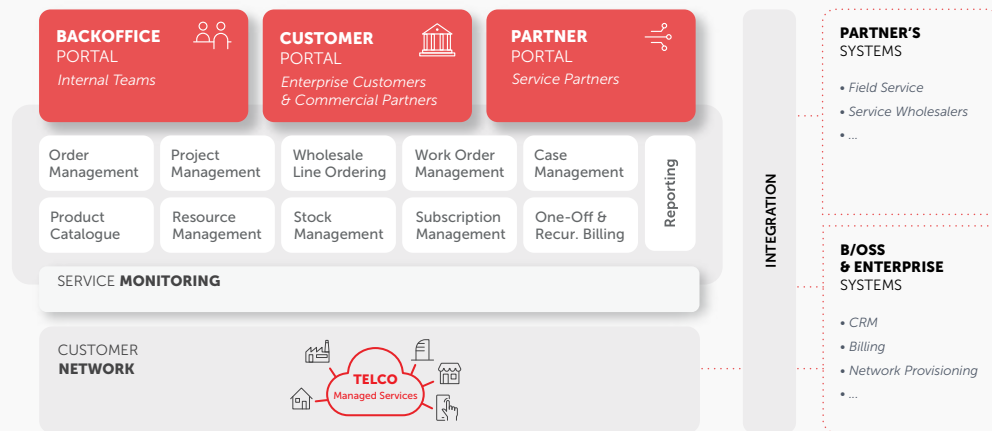 BACKOFFICE
PORTAL
Internal Teams
CUSTOMER
PORTAL
Enterprise Customers
& Commercial Partners
PARTNER
PORTAL
Service Partners
Order
Management
Project
Management
Wholesale
Line Ordering
Work Order
Management
Case
Management
Product
Catalogue
Resource
Management
Stock
Management
Subscription
Management
One-Off &
Recur. Billing
Reporting
SERVICE MONITORING
CUSTOMER
NETWORK
TELCO
Managed Services
INTEGRATION
PARTNER'S
SYSTEMS
• Field Service
• Service Wholesalers
• ...
B/OSS
& ENTERPRISE
SYSTEMS
• CRM
• Billing
• Network Provisioning
• ...